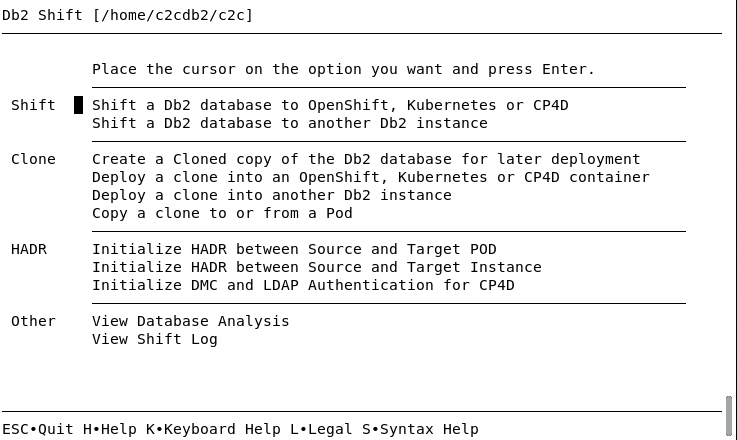 Db2 Shift [/home/c2cdb2/c2c]
Place the cursor on the option you want and press Enter.
Shift Shift a Db2 database to OpenShift, Kubernetes or CP4D
Shift a Db2 database to another Db2 instance
Clone Create a Cloned copy of the Db2 database for later deployment
Deploy a clone into an OpenShift, Kubernetes or CP4D container
Deploy a clone into another Db2 instance
Copy a clone to or from a Pod
HADR Initialize HADR between Source and Target POD
Initialize HADR between Source and Target Instance
Initialize DMC and LDAP Authentication for CP4D
Other View Database Analysis
View Shift Log
ESC•Quit H•Help K•Keyboard Help L•Legal S•Syntax Help